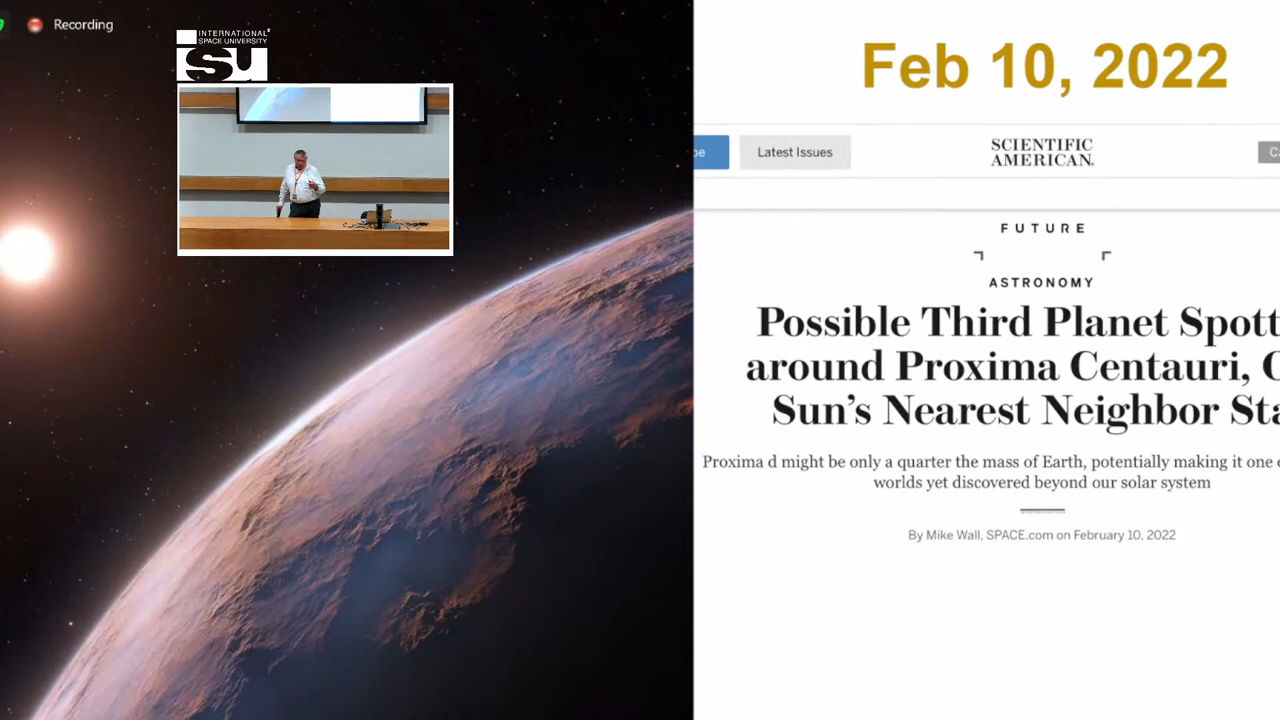 Recording
INTERNATIONAL
SPACE UNIVERSITY
isu
Feb 10, 2022
Latest Issues
SCIENTIFIC
AMERICAN
FUTURE
ASTRONOMY
Possible Third Planet Spott
around Proxima Centauri,
Sun's Nearest Neighbor Sta
Proxima d might be only a quarter the mass of Earth, potentially making it one
worlds yet discovered beyond our solar system
By Mike Wall, SPACE.com on February 10, 2022